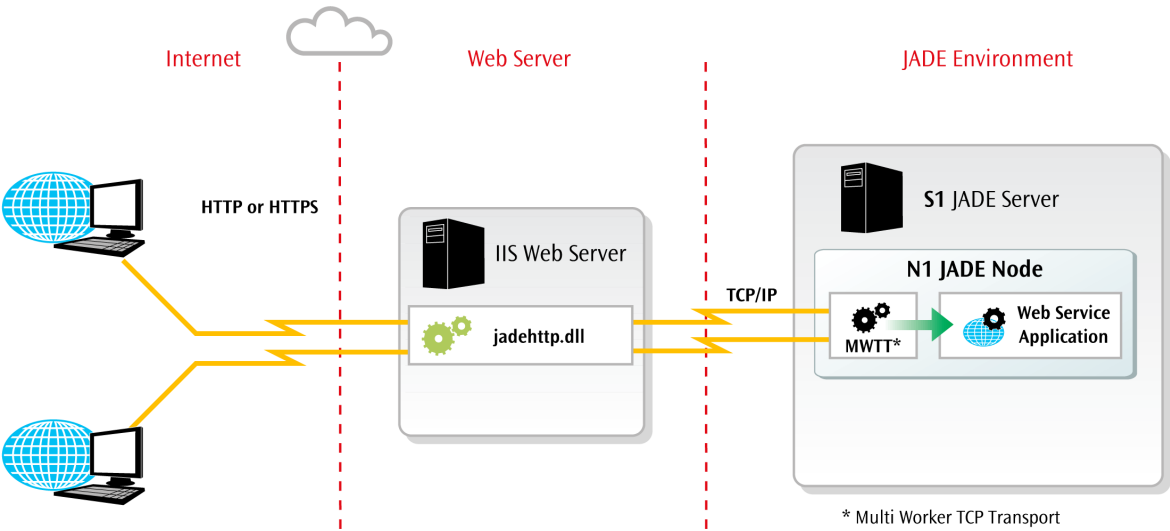 Internet
Web Server
JADE Environment
HTTP or HTTPS
IIS Web Server
jadehttp.dll
TCP/IP
S1 JADE Server
N1 JADE Node
MWTT*
Web Service
Application
* Multi Worker TCP Transport